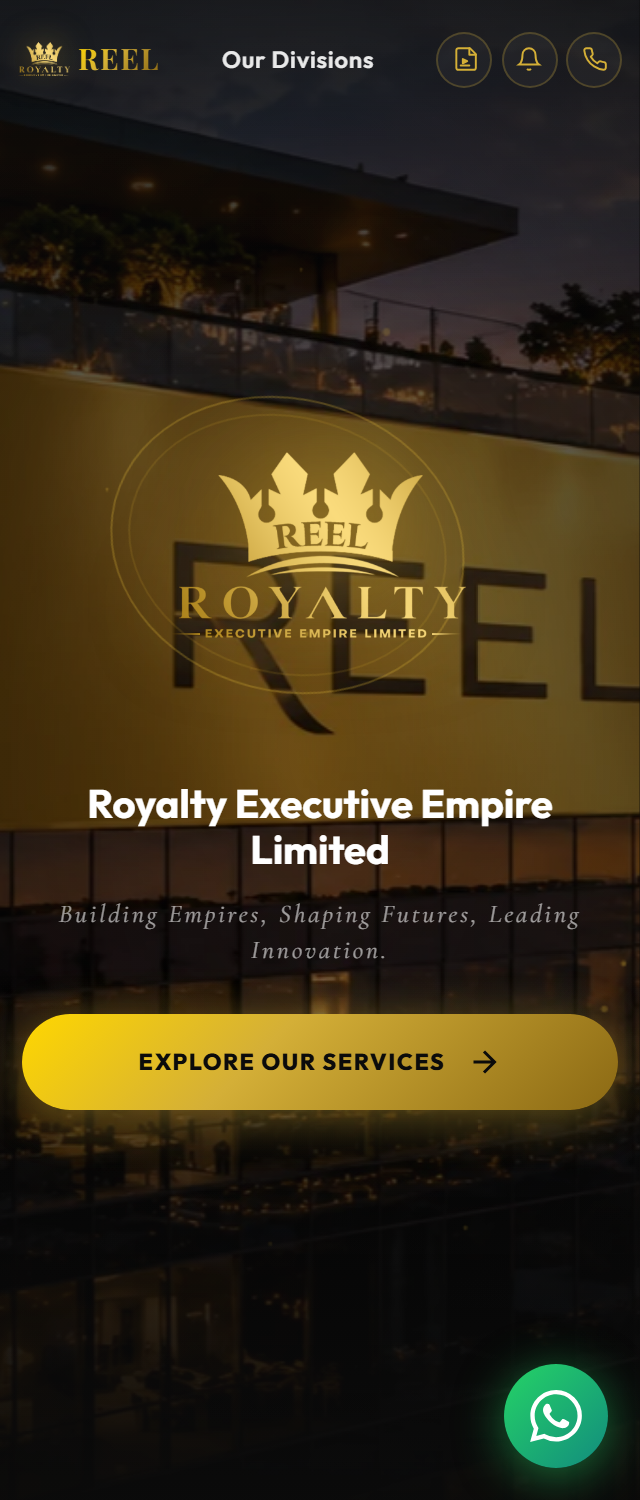 REEL
ROYALTY
REEL
Our Divisions
REEL
ROYALTY
EXECUTIVE EMPIRE LIMITED
REEL
Royalty Executive Empire
Limited
Building Empires, Shaping Futures, Leading
Innovation.
EXPLORE OUR SERVICES